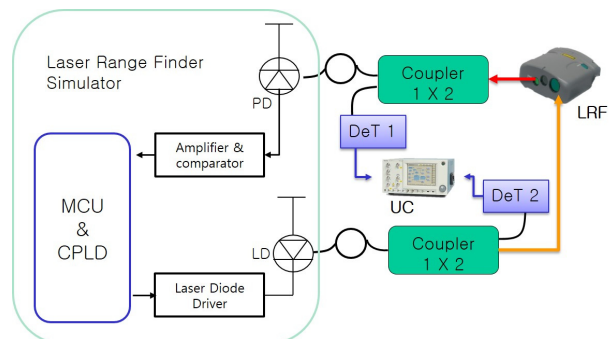 Laser Range Finder
Simulator
PD
Coupler
1 X 2
LRF
DeT 1
Amplifier &
comparator
MCU
&
CPLD
UC
DeT 2
LD
Coupler
1 X 2
Laser Diode
Driver